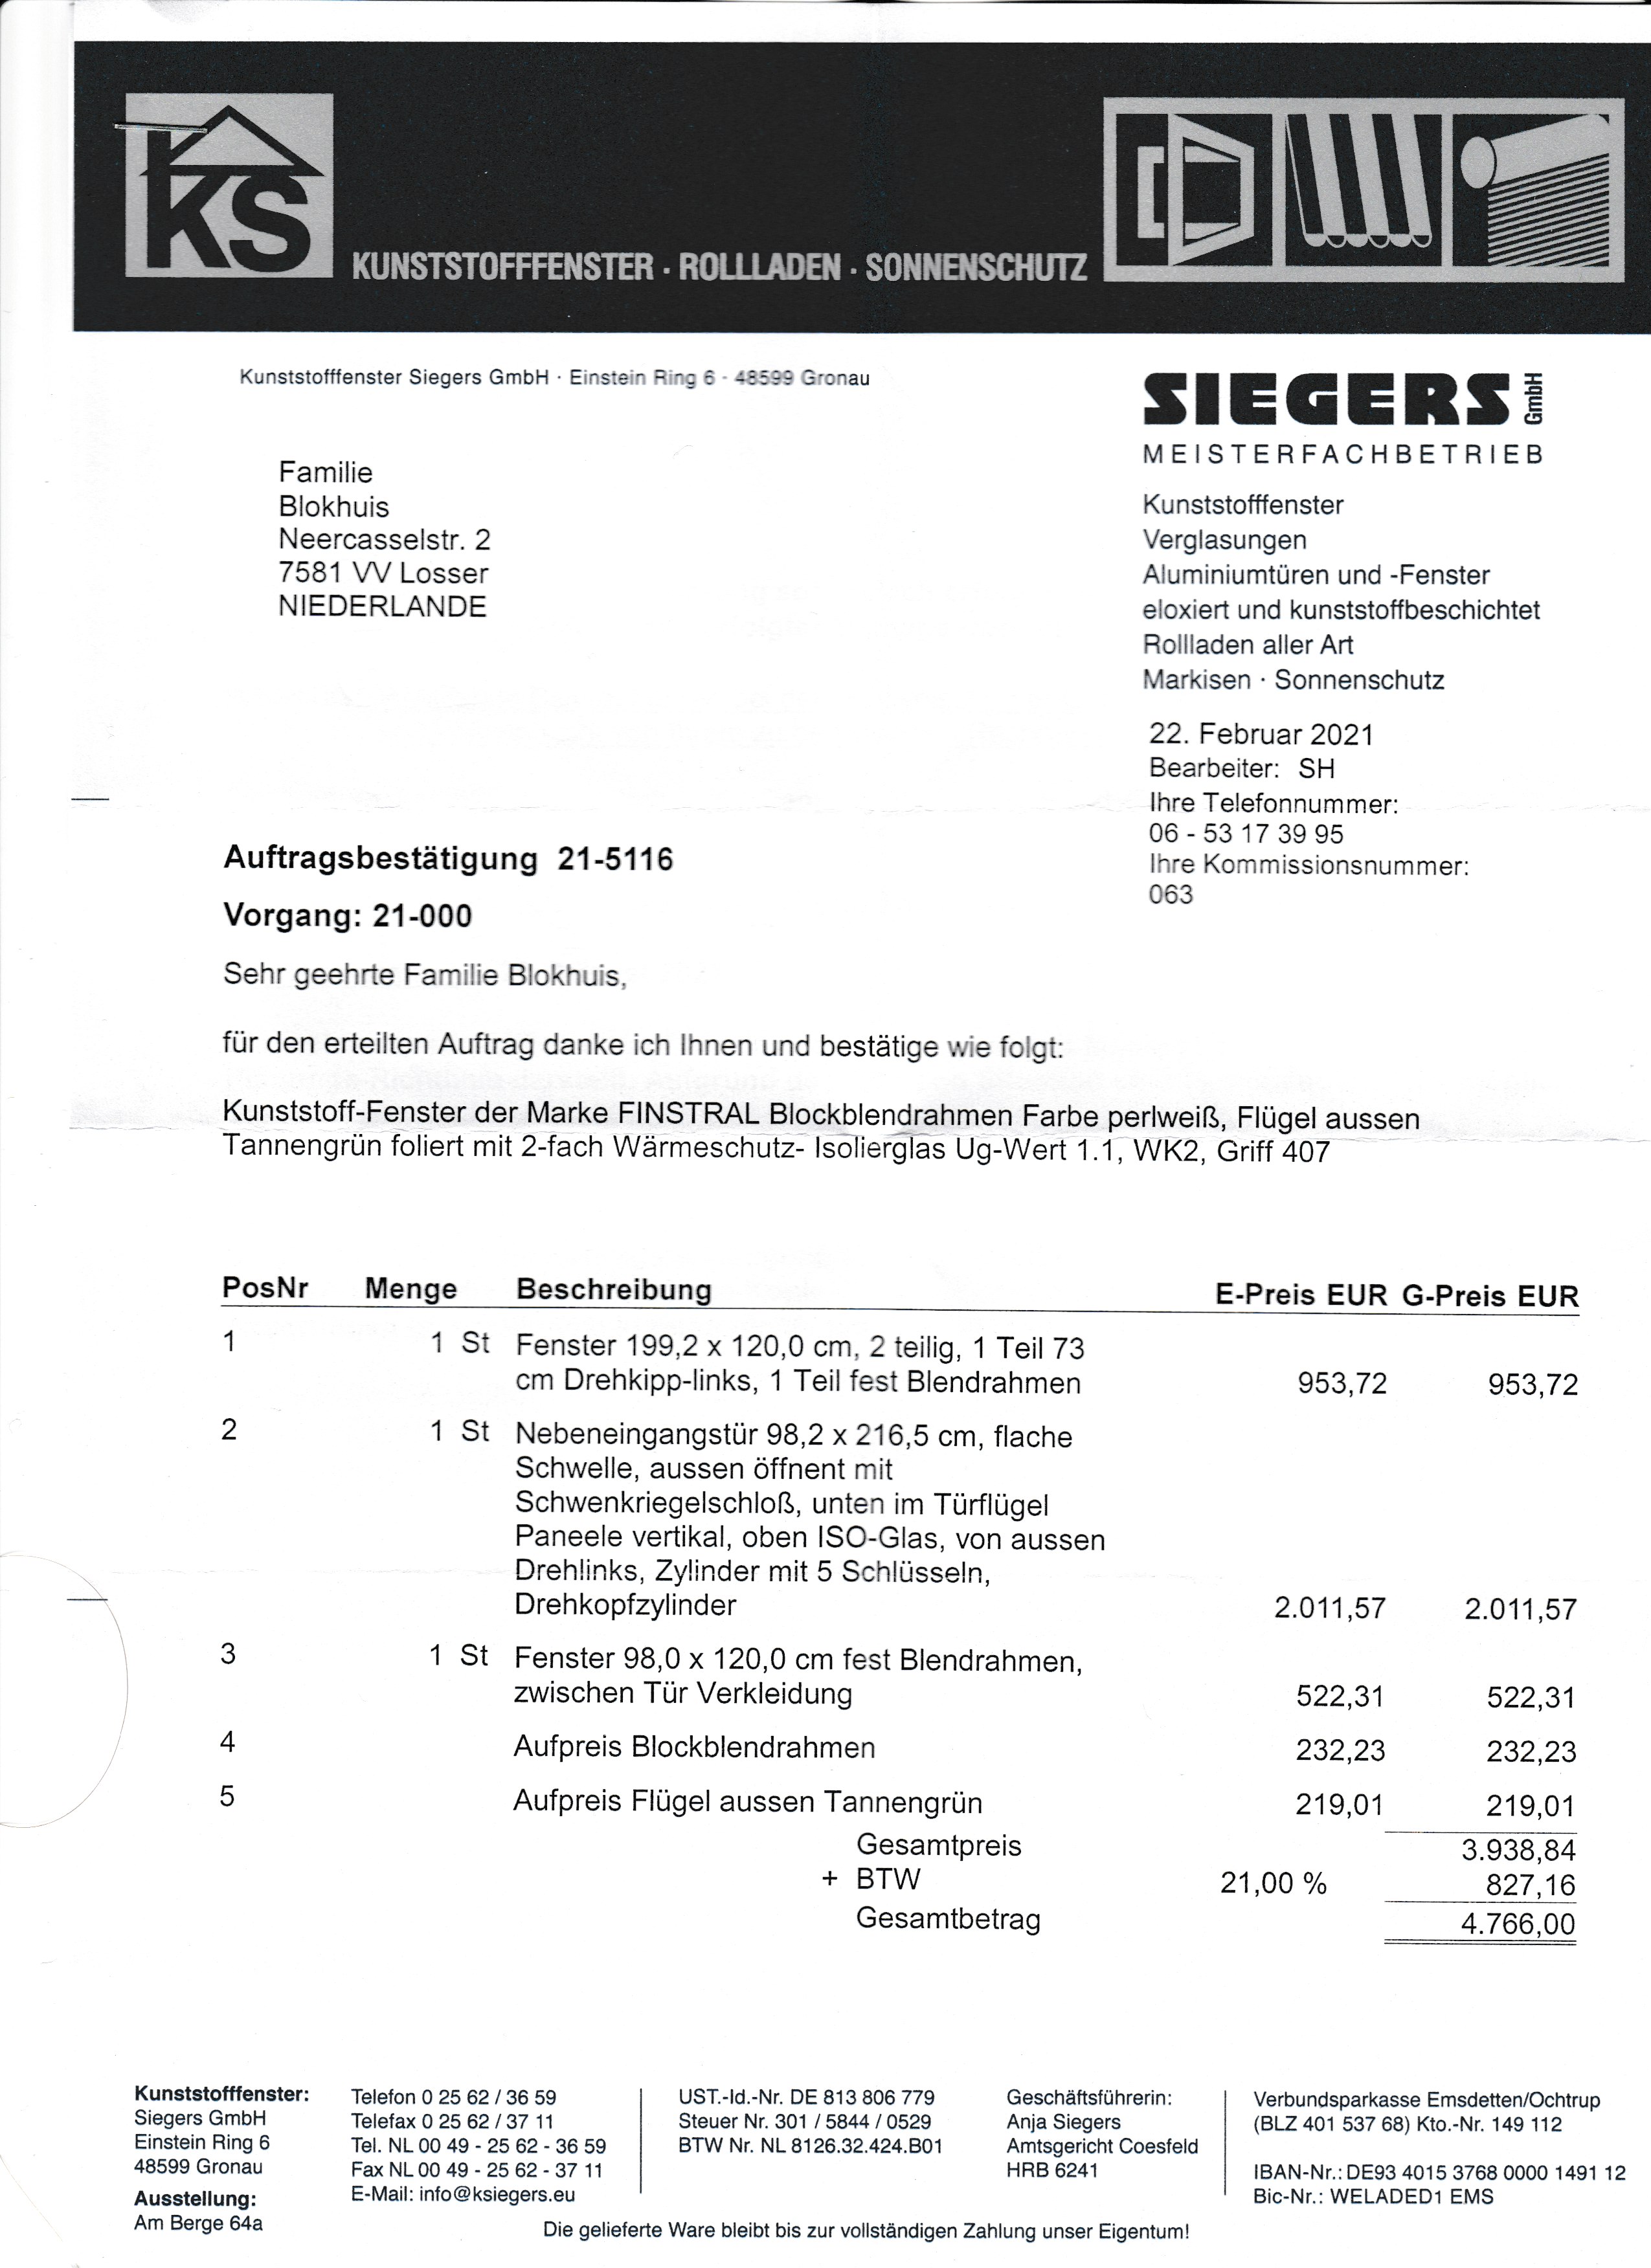 KS
KUNSTSTOFFFENSTER · ROLLLADEN · SONNENSCHUTZ
Kunststofffenster Siegers GmbH · Einstein Ring 6 - 48599 Gronau
SIEGERS GmbH
MEISTERFACHBETRIEB
Kunststofffenster
Verglasungen
Aluminiumtüren und -Fenster
eloxiert und kunststoffbeschichtet
Rollladen aller Art
Markisen · Sonnenschutz
Familie
Blokhuis
Neercasselstr. 2
7581 VV Losser
NIEDERLANDE
22. Februar 2021
Bearbeiter: SH
Ihre Telefonnummer:
06 - 53 17 39 95
Ihre Kommissionsnummer:
063
Auftragsbestätigung 21-5116
Vorgang: 21-000
Sehr geehrte Familie Blokhuis,
für den erteilten Auftrag danke ich Ihnen und bestätige wie folgt:
Kunststoff-Fenster der Marke FINSTRAL Blockblendrahmen Farbe perlweiß, Flügel aussen
Tannengrün foliert mit 2-fach Wärmeschutz- Isolierglas Ug-Wert 1.1, WK2, Griff 407
PosNr Menge Beschreibung E-Preis EUR G-Preis EUR
1 1 St Fenster 199,2 x 120,0 cm, 2 teilig, 1 Teil 73
cm Drehkipp-links, 1 Teil fest Blendrahmen 953,72 953,72
2 1 St Nebeneingangstür 98,2 x 216,5 cm, flache
Schwelle, aussen öffnent mit
Schwenkriegelschloß, unten im Türflügel
Paneele vertikal, oben ISO-Glas, von aussen
Drehlinks, Zylinder mit 5 Schlüsseln,
Drehkopfzylinder 2.011,57 2.011,57
3 1 St Fenster 98,0 x 120,0 cm fest Blendrahmen,
zwischen Tür Verkleidung 522,31 522,31
4 Aufpreis Blockblendrahmen 232,23 232,23
5 Aufpreis Flügel aussen Tannengrün 219,01 219,01
Gesamtpreis 3.938,84
+ BTW 21,00 % 827,16
Gesamtbetrag 4.766,00
Kunststofffenster:
Siegers GmbH
Einstein Ring 6
48599 Gronau
Ausstellung:
Am Berge 64a
Telefon 0 25 62 / 36 59
Telefax 0 25 62 / 37 11
Tel. NL 00 49 - 25 62 - 36 59
Fax NL 00 49 - 25 62 - 37 11
E-Mail: info@ksiegers.eu
UST.-Id.-Nr. DE 813 806 779
Steuer Nr. 301 / 5844 / 0529
BTW Nr. NL 8126.32.424.B01
Geschäftsführerin:
Anja Siegers
Amtsgericht Coesfeld
HRB 6241
Verbundsparkasse Emsdetten/Ochtrup
(BLZ 401 537 68) Kto.-Nr. 149 112
IBAN-Nr.: DE93 4015 3768 0000 1491 12
Bic-Nr.: WELADED1 EMS
Die gelieferte Ware bleibt bis zur vollständigen Zahlung unser Eigentum!